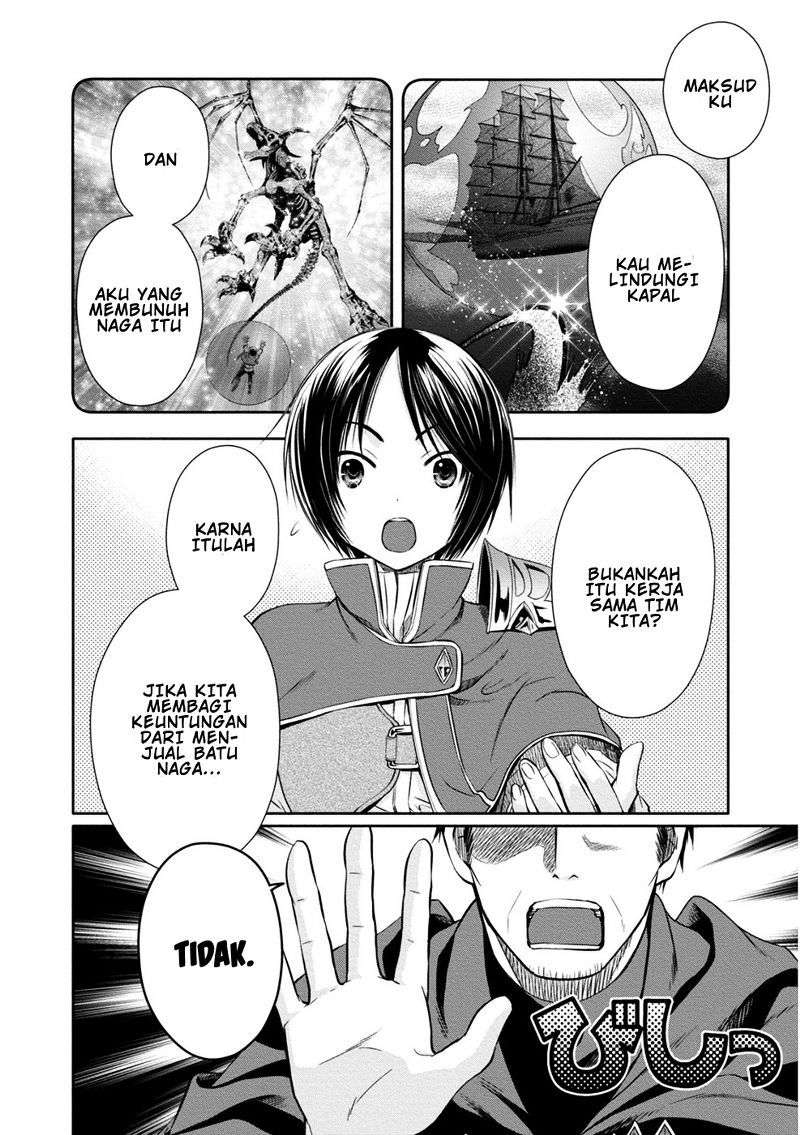 MAKSUD
KU
KAU ME-
LINDUNGI
KAPAL
DAN
AKU YANG
MEMBUNUH
NAGA ITU
BUKANKAH
ITU KERJA
SAMA TIM
KITA?
KARNA
ITULAH
JIKA KITA
MEMBAGI
KEUNTUNGAN
DARI MEN-
JUAL BATU
NAGA...
TIDAK.
びしっ